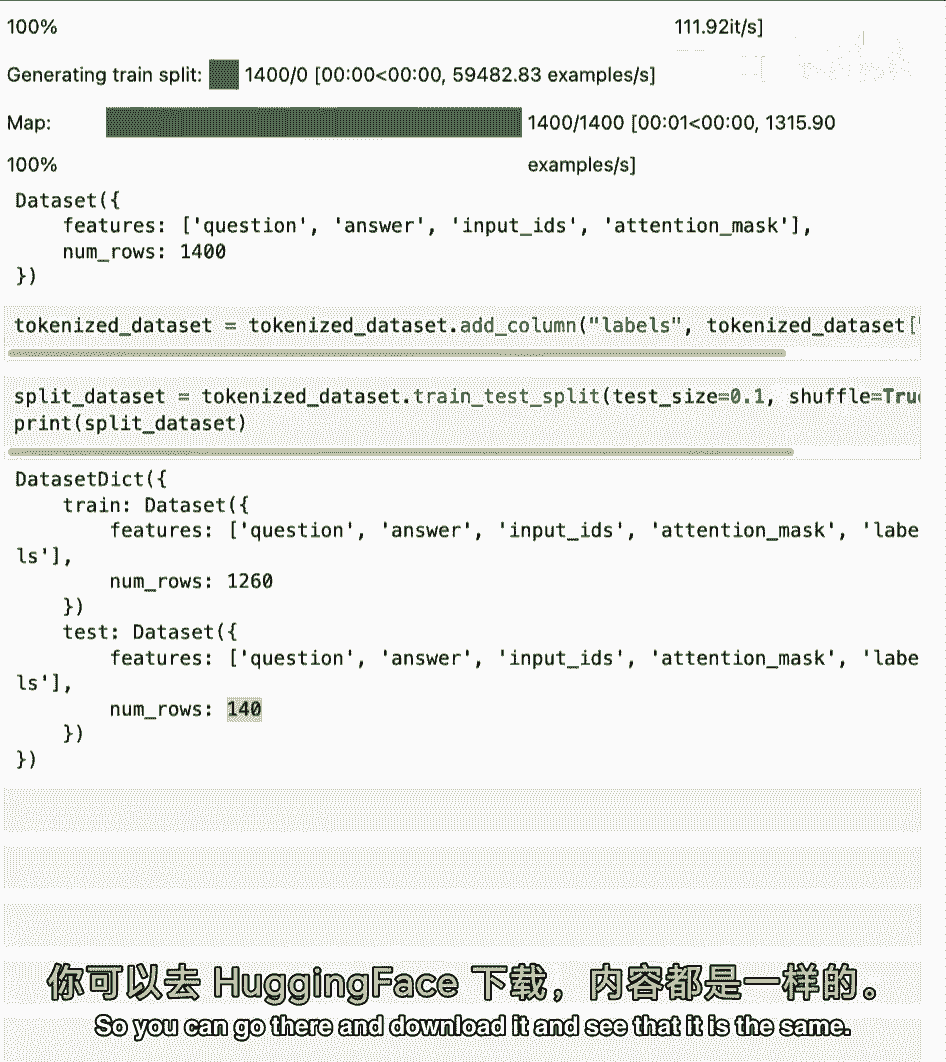 100%
111.92it/s]
Generating train split: 1400/0 [00:00<00:00, 59482.83 examples/s]
Map: 1400/1400 [00:01<00:00, 1315.90
100% examples/s]
Dataset({
    features: ['question', 'answer', 'input_ids', 'attention_mask'],
    num_rows: 1400
})
tokenized_dataset = tokenized_dataset.add_column("labels", tokenized_dataset[
split_dataset = tokenized_dataset.train_test_split(test_size=0.1, shuffle=Tru
print(split_dataset)
DatasetDict({
    train: Dataset({
        features: ['question', 'answer', 'input_ids', 'attention_mask', 'labe
ls'],
        num_rows: 1260
    })
    test: Dataset({
        features: ['question', 'answer', 'input_ids', 'attention_mask', 'labe
ls'],
        num_rows: 140
    })
})
你可以去 HuggingFace 下载，内容都是一样的。
So you can go there and download it and see that it is the same.